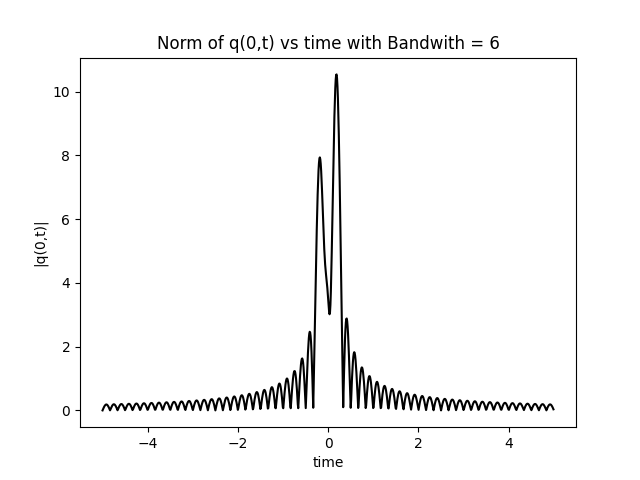 Norm of q(0,t) vs time with Bandwith = 6
|q(0,t)|
10
8
6
4
2
0
−4 −2 0 2 4
time